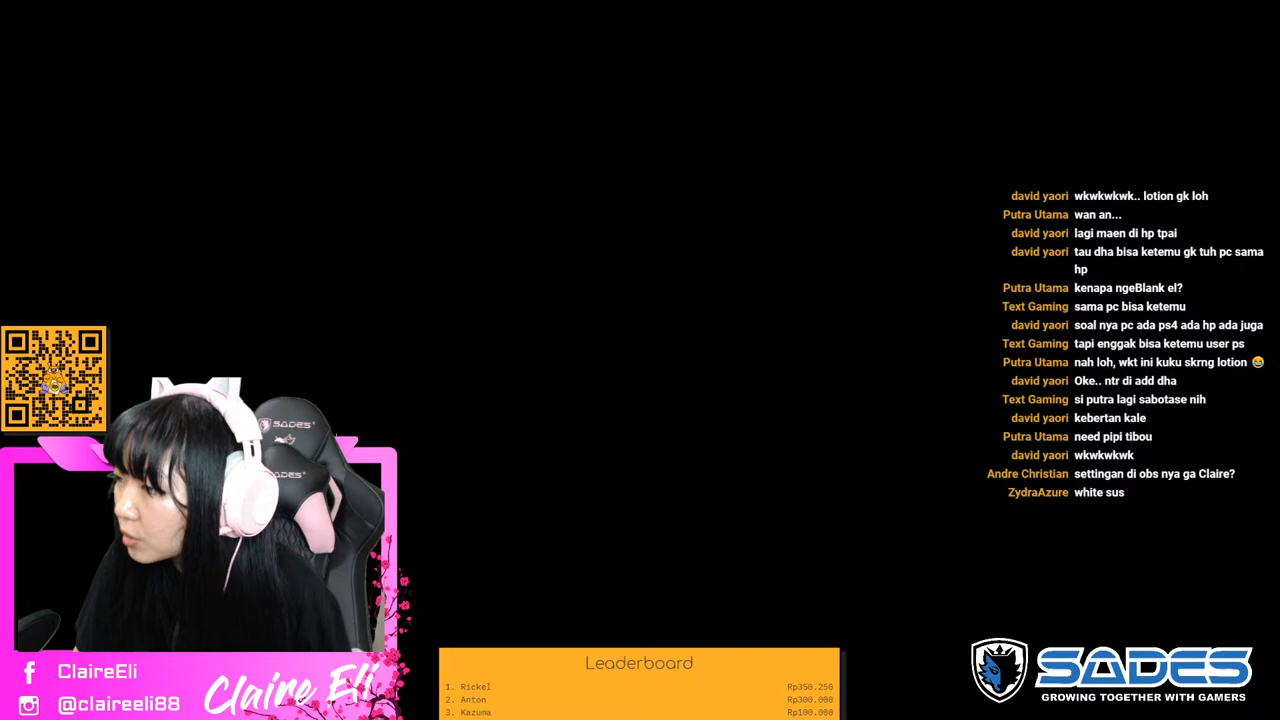 david yaori wkwkwkwk.. lotion gk loh
Putra Utama wan an...
david yaori lagi maen di hp tpai
david yaori tau dha bisa ketemu gk tuh pc sama
hp
Putra Utama kenapa ngeBlank el?
Text Gaming sama pc bisa ketemu
david yaori soal nya pc ada ps4 ada hp ada juga
Text Gaming tapi enggak bisa ketemu user ps
Putra Utama nah loh, wkt ini kuku skrng lotion 😂
david yaori Oke.. ntr di add dha
Text Gaming si putra lagi sabotase nih
david yaori kebertan kale
Putra Utama need pipi tibou
david yaori wkwkwkwk
Andre Christian settingan di obs nya ga Claire?
ZydraAzure white sus
SADES
ADES
ClaireEli
@claireeli88
Claire Eli
Leaderboard
1. Rickel Rp350.250
2. Anton Rp300.000
3. Kazuma Rp100.000
SADES
GROWING TOGETHER WITH GAMERS